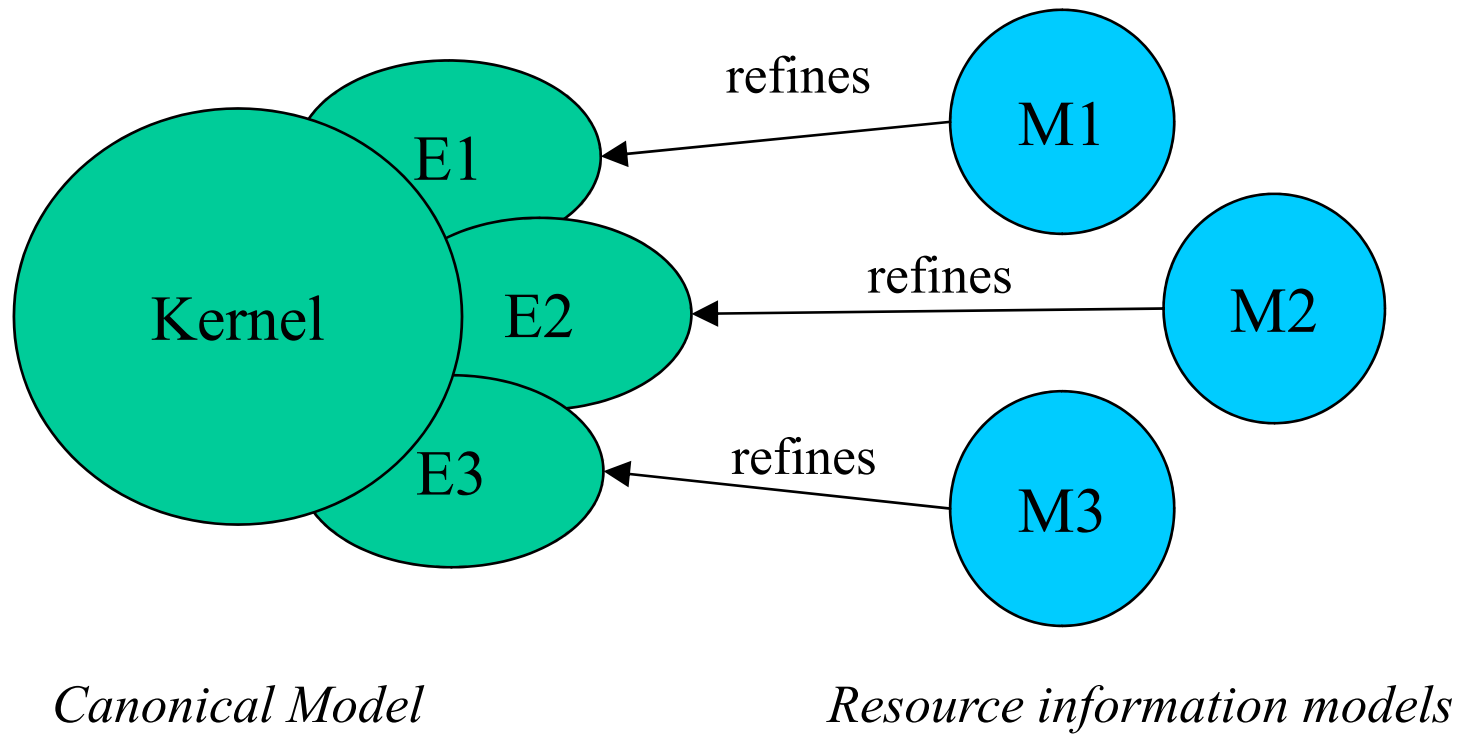 refines
M1
E1
refines
M2
Kernel
E2
refines
E3
M3
Canonical Model
Resource information models